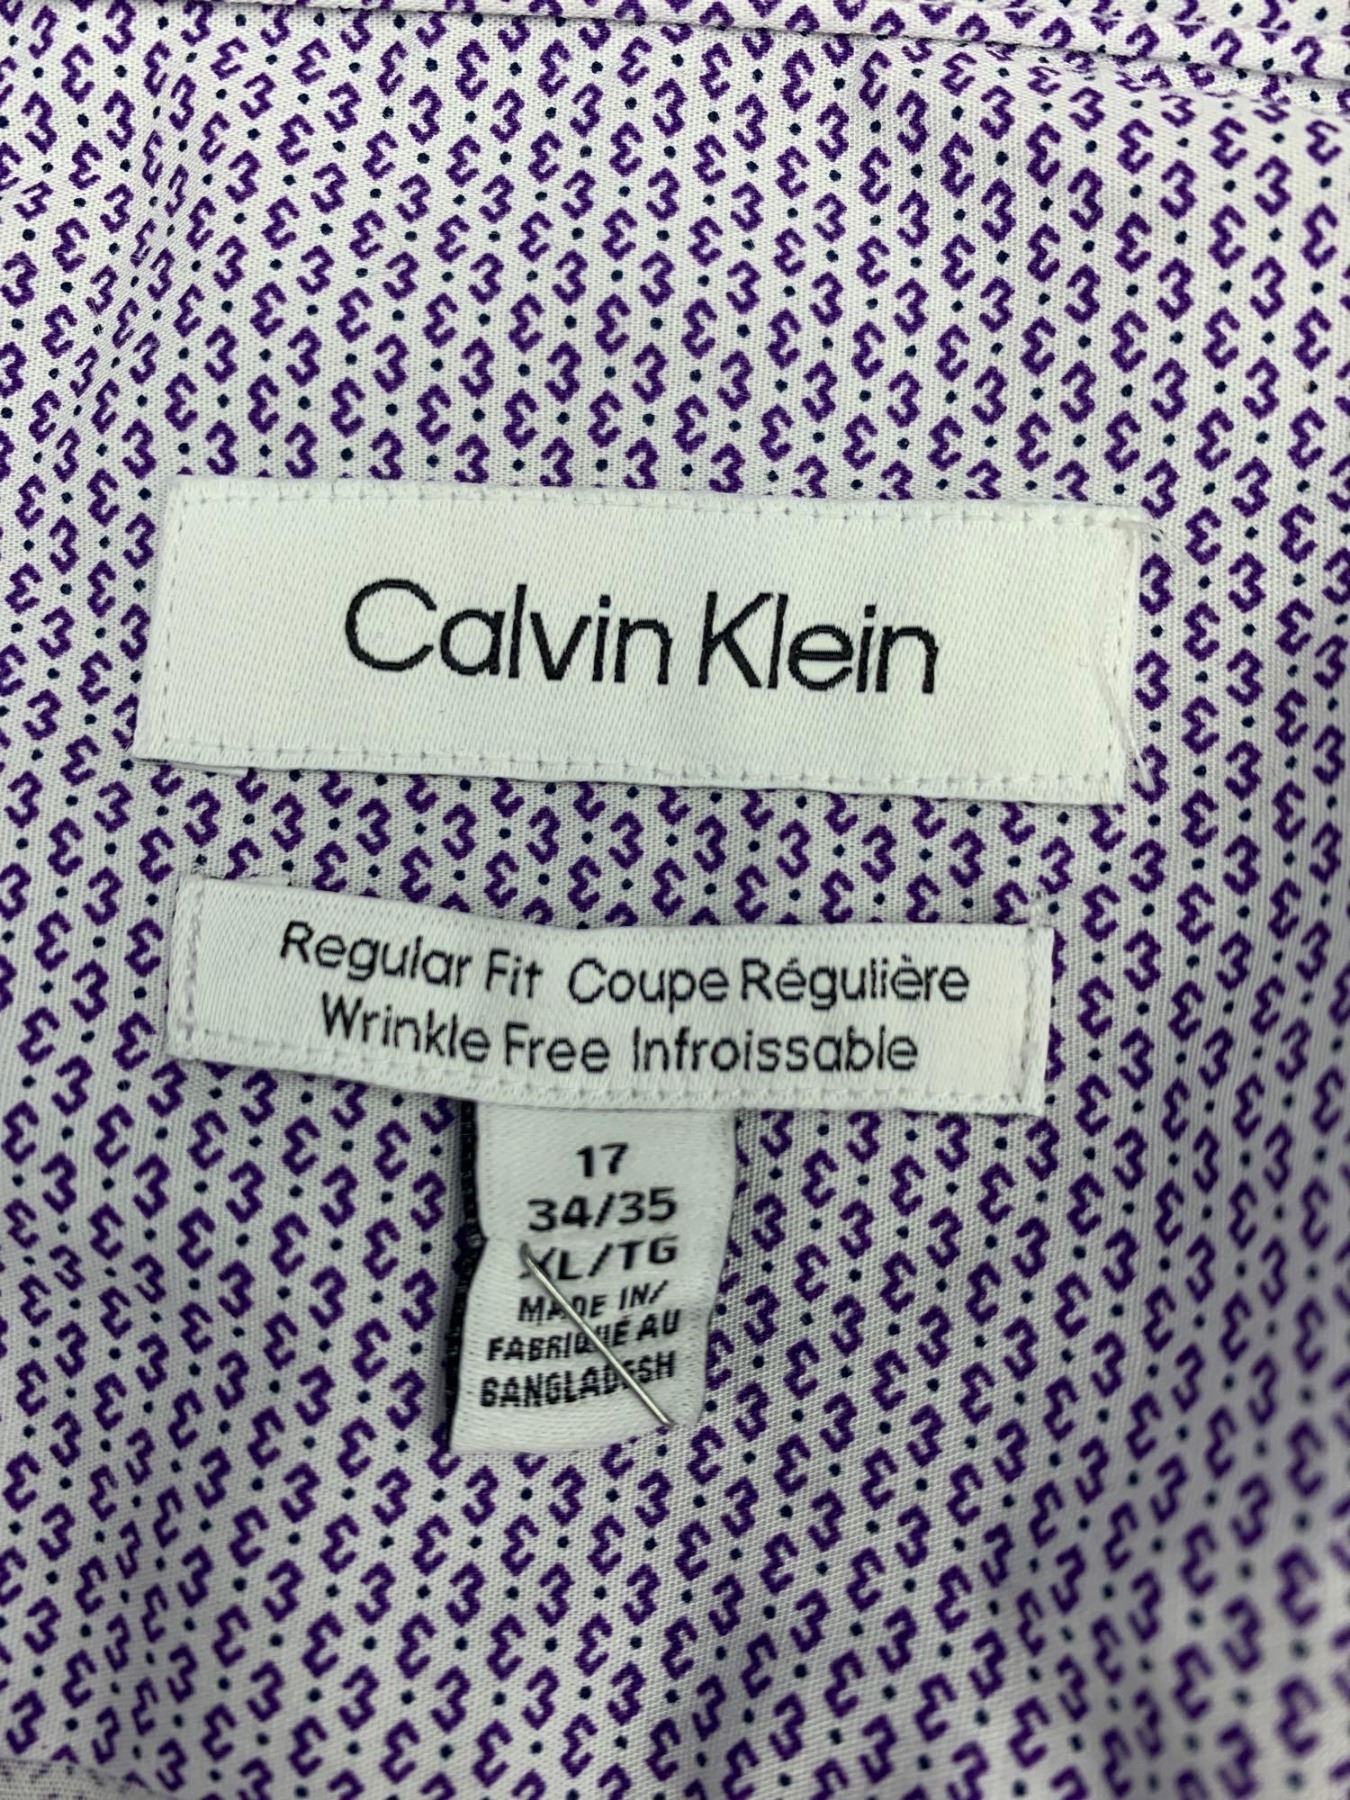 Calvin Klein
Regular Fit Coupe Régulière
Wrinkle Free Infroissable
17
34/35
XL/TG
MADE IN/
FABRIQUÉ AU
BANGLADESH